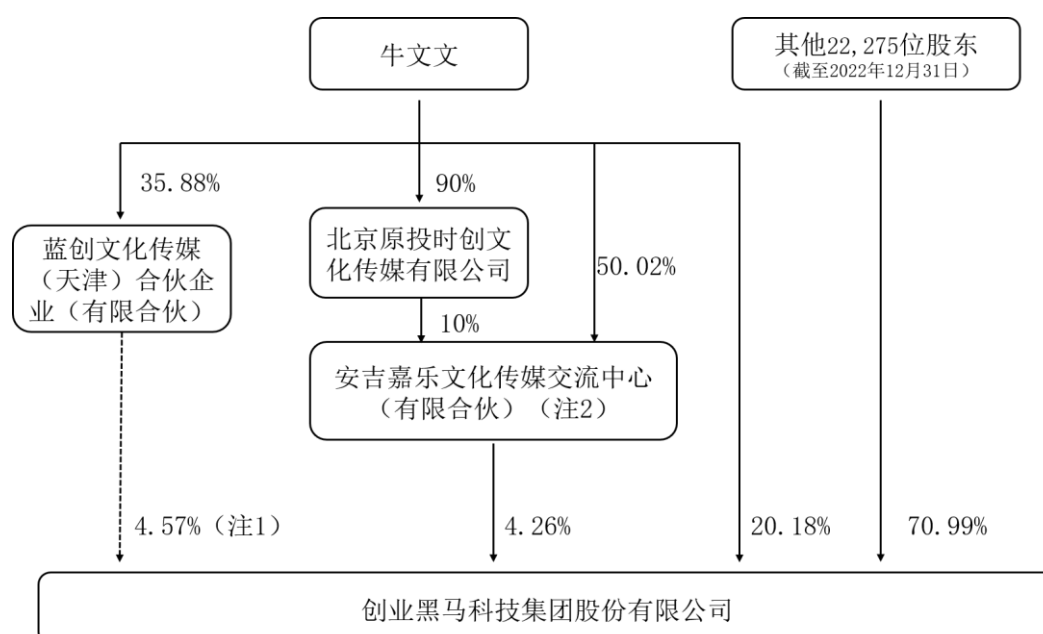 牛文文
其他22,275位股东
（截至2022年12月31日）
35.88%
90%
蓝创文化传媒
（天津）合伙企
业（有限合伙）
北京原投时创文
化传媒有限公司
50.02%
10%
安吉嘉乐文化传媒交流中心
（有限合伙）（注2）
4.57%（注1）
4.26%
20.18%
70.99%
创业黑马科技集团股份有限公司